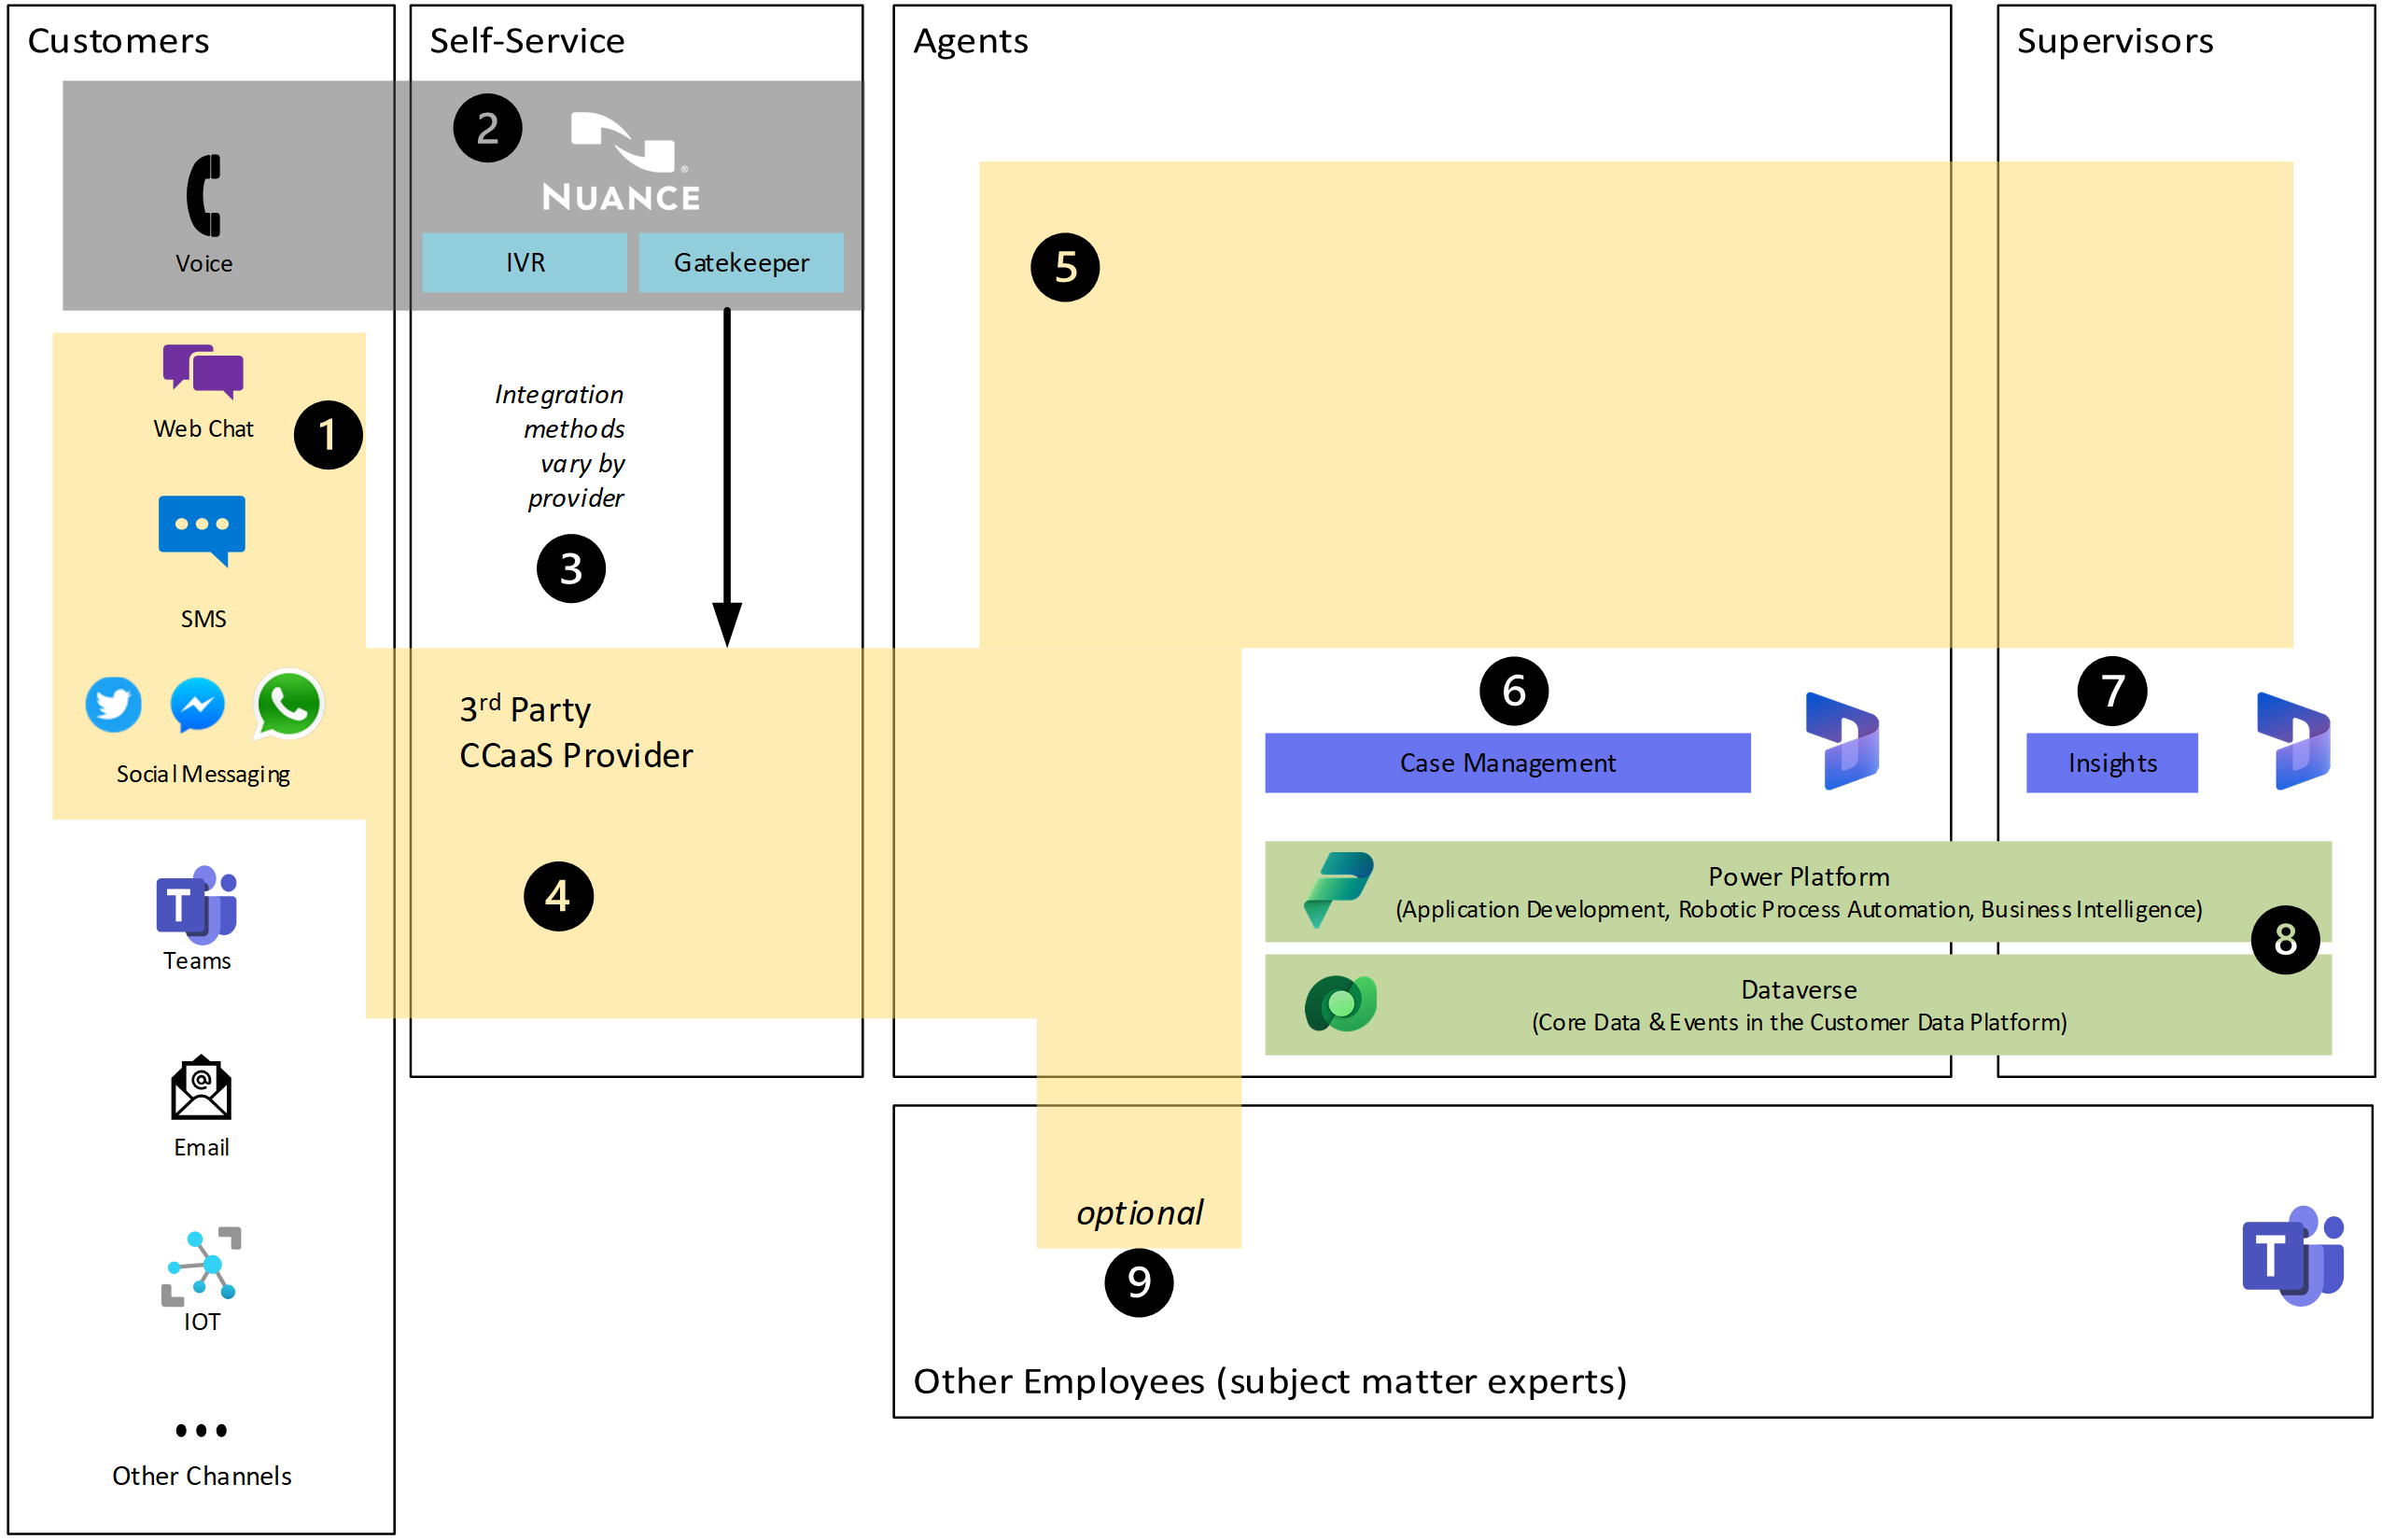 Customers
Voice
Web Chat
1
SMS
Social Messaging
T
Teams
@
Email
IOT
Other Channels
Self-Service
2
NUANCE
®
IVR
Gatekeeper
Integration
methods
vary by
provider
3
3rd Party
CCaaS Provider
4
Agents
5
6
Case Management
Supervisors
7
Insights
Power Platform
(Application Development, Robotic Process Automation, Business Intelligence)
8
Dataverse
(Core Data & Events in the Customer Data Platform)
optional
9
T
Other Employees (subject matter experts)